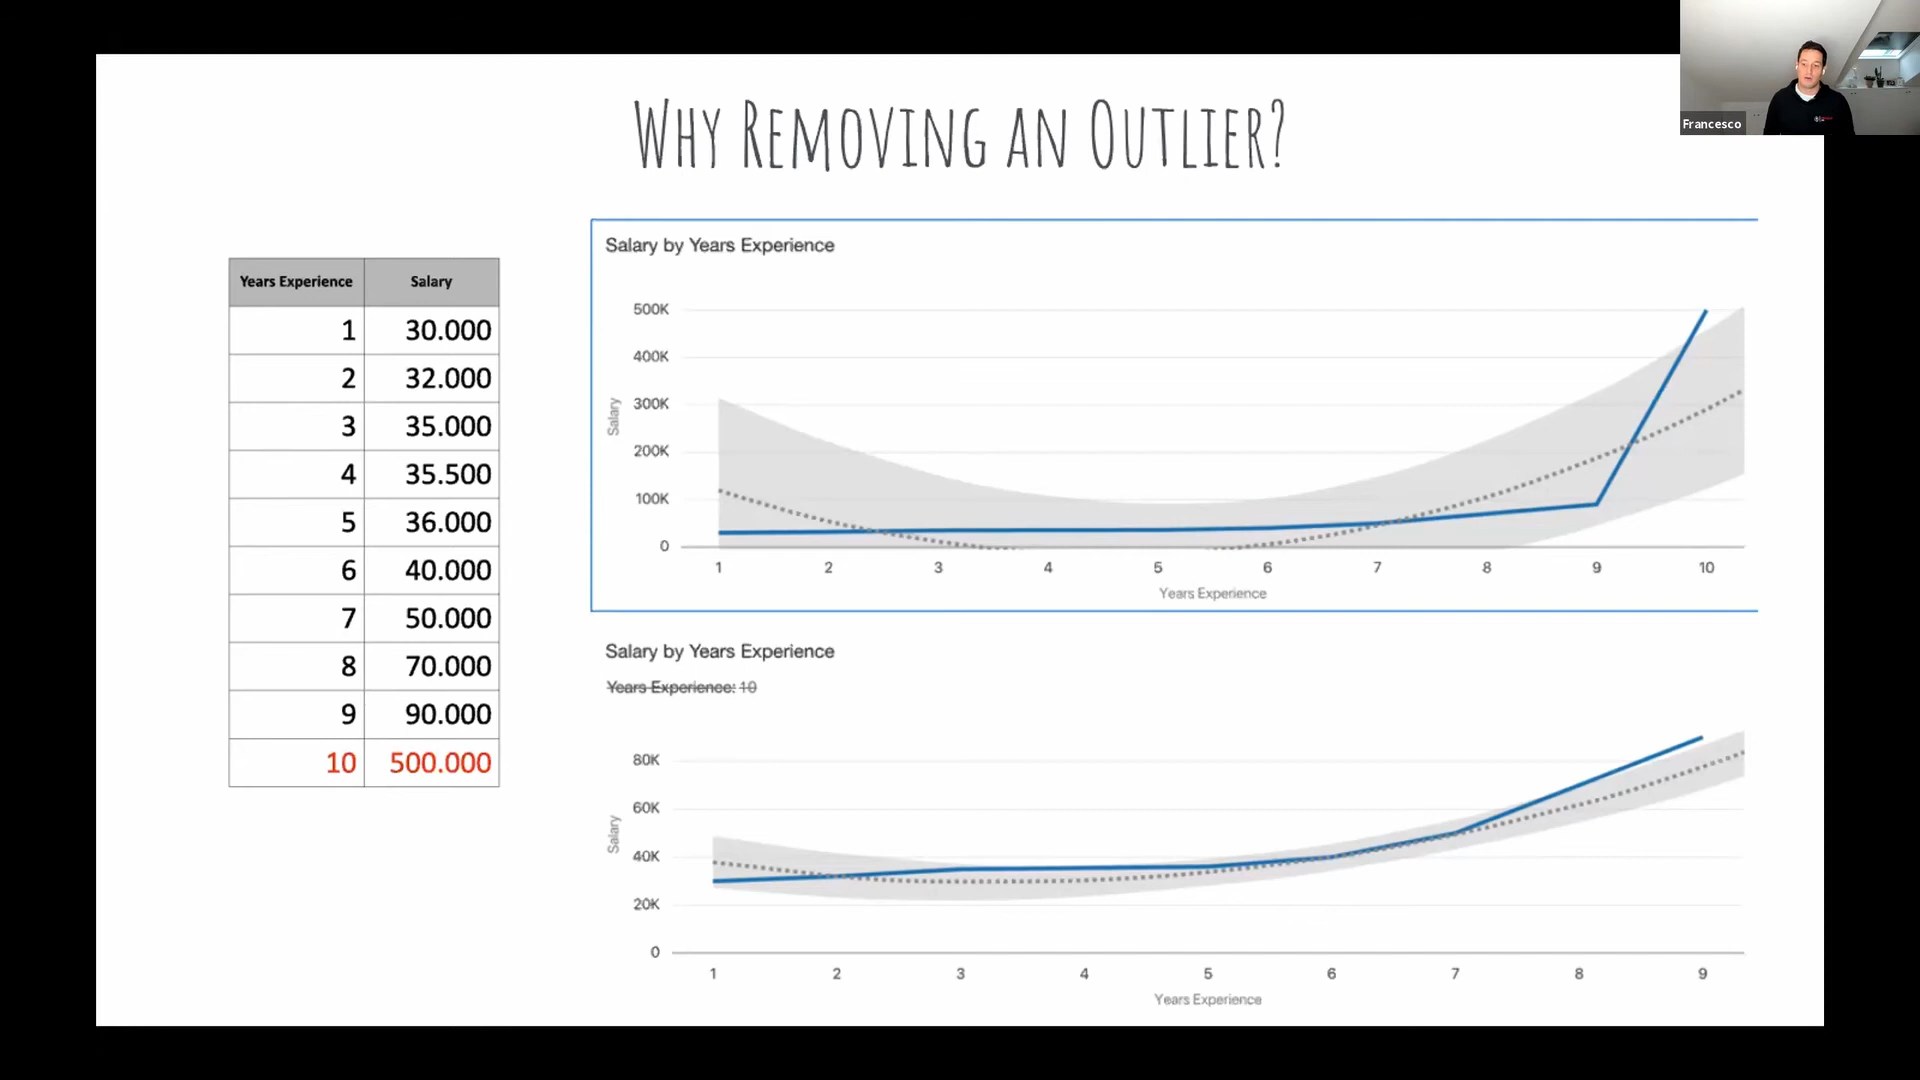 Francesco
WHY REMOVING AN OUTLIER?
Years Experience Salary
1 30.000
2 32.000
3 35.000
4 35.500
5 36.000
6 40.000
7 50.000
8 70.000
9 90.000
10 500.000
Salary by Years Experience
500K
400K
300K
200K
100K
0
Salary
1 2 3 4 5 6 7 8 9 10
Years Experience
Salary by Years Experience
Years Experience: 10
80K
60K
40K
20K
0
Salary
1 2 3 4 5 6 7 8 9
Years Experience